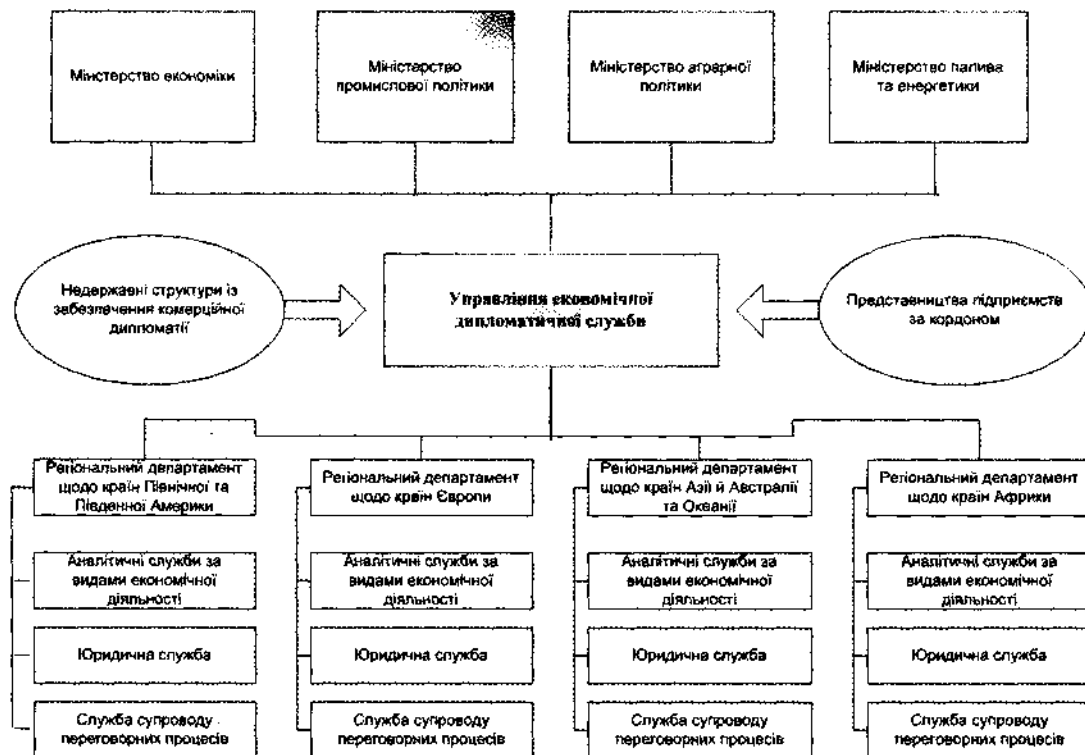 Міністерство економіки
Міністерство
промислової політики
Міністерство аграрної
політики
Міністерство палива
та енергетики
Недержавні структури із
забезпечення комерційної
дипломатії
Управління економічної
дипломатичної служби
Представництва підприємств
за кордоном
Регіональний департамент
щодо країн Північної та
Південної Америки
Регіональний департамент
щодо країн Європи
Регіональний департамент
щодо країн Азії й Австралії
та Океанії
Регіональний департамент
щодо країн Африки
Аналітичні служби за
видами економічної
діяльності
Аналітичні служби за
видами економічної
діяльності
Аналітичні служби за
видами економічної
діяльності
Аналітичні служби за
видами економічної
діяльності
Юридична служба
Юридична служба
Юридична служба
Юридична служба
Служба супроводу
переговорних процесів
Служба супроводу
переговорних процесів
Служба супроводу
переговорних процесів
Служба супроводу
переговорних процесів